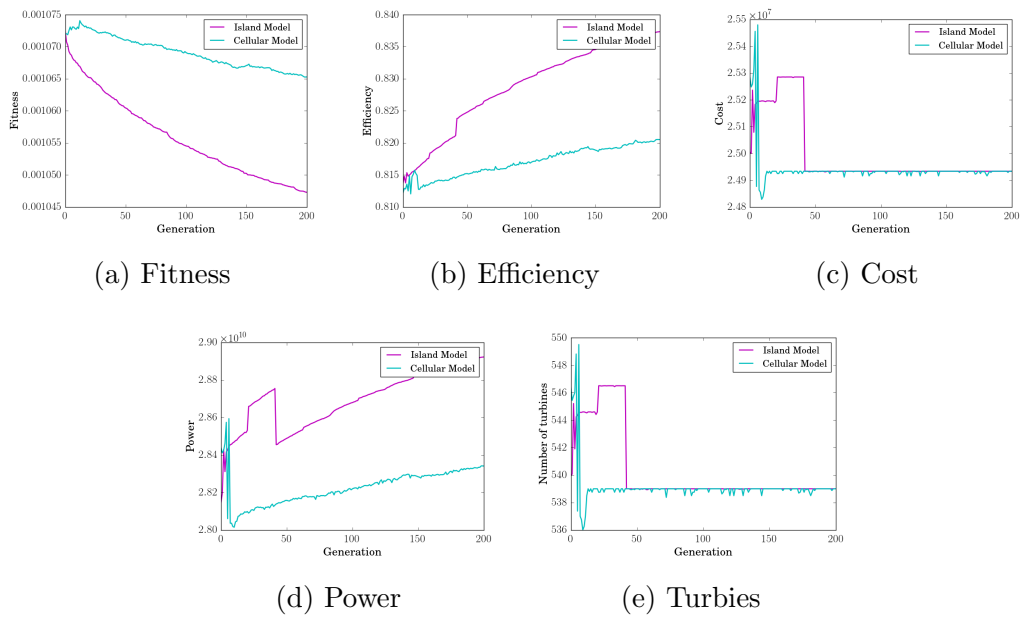 0.001075
0.001070
0.001065
0.001060
0.001055
0.001050
0.001045
Fitness
0 50 100 150 200
Generation
Island Model
Cellular Model
(a) Fitness
0.840
0.835
0.830
0.825
0.820
0.815
0.810
Efficiency
0 50 100 150 200
Generation
Island Model
Cellular Model
(b) Efficiency
×10⁷
2.55
2.54
2.53
2.52
2.51
2.50
2.49
2.48
Cost
0 50 100 150 200
Generation
Island Model
Cellular Model
(c) Cost
×10¹⁰
2.90
2.88
2.86
2.84
2.82
2.80
Power
0 50 100 150 200
Generation
Island Model
Cellular Model
(d) Power
550
548
546
544
542
540
538
536
Number of turbines
0 50 100 150 200
Generation
Island Model
Cellular Model
(e) Turbies